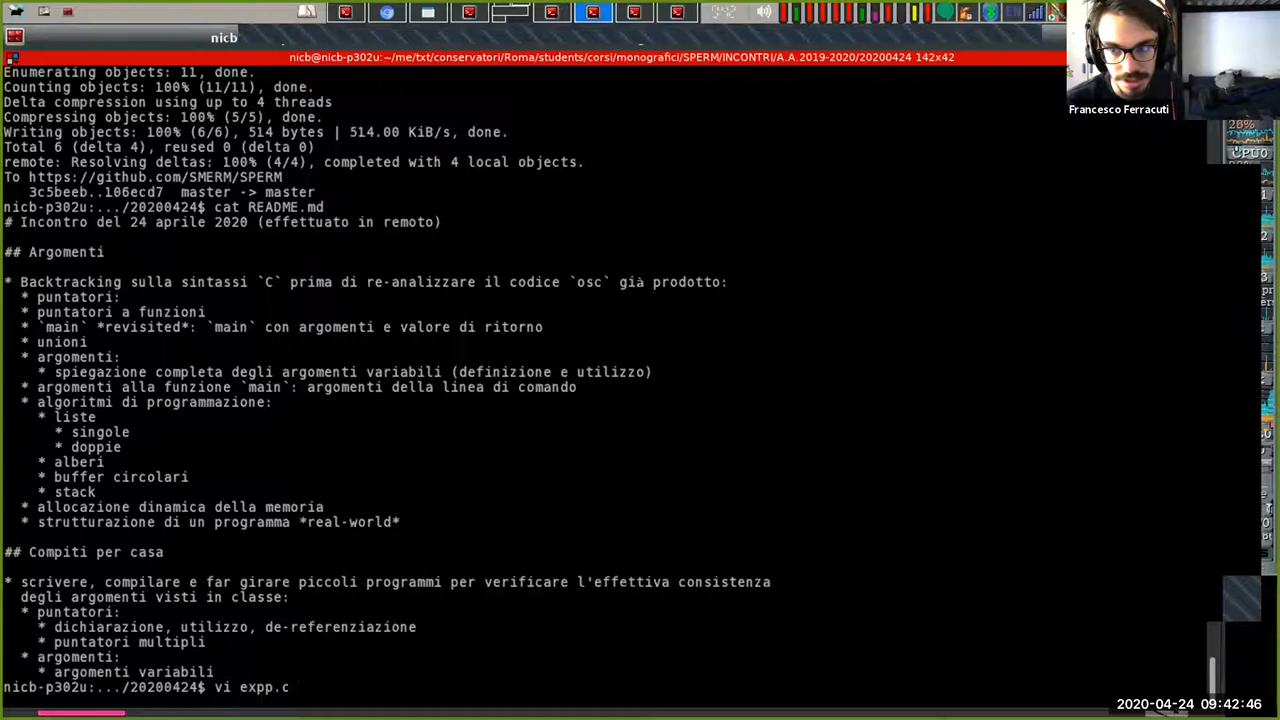 9:42
EN
nicb
nicb@nicb-p302u:~/me/txt/conservatori/Roma/students/corsi/monografici/SPERM/INCONTRI/A.A.2019-2020/20200424 142x42
Francesco Ferracuti
Enumerating objects: 11, done.
Counting objects: 100% (11/11), done.
Delta compression using up to 4 threads
Compressing objects: 100% (5/5), done.
Writing objects: 100% (6/6), 514 bytes | 514.00 KiB/s, done.
Total 6 (delta 4), reused 0 (delta 0)
remote: Resolving deltas: 100% (4/4), completed with 4 local objects.
To https://github.com/SMERM/SPERM
   3c5beeb..106ecd7  master -> master
nicb-p302u:.../20200424$ cat README.md
# Incontro del 24 aprile 2020 (effettuato in remoto)
## Argomenti
* Backtracking sulla sintassi `C` prima di re-analizzare il codice `osc` già prodotto:
  * puntatori:
  * puntatori a funzioni
  * `main` *revisited*: `main` con argomenti e valore di ritorno
  * unioni
  * argomenti:
    * spiegazione completa degli argomenti variabili (definizione e utilizzo)
  * argomenti alla funzione `main`: argomenti della linea di comando
  * algoritmi di programmazione:
    * liste
      * singole
      * doppie
    * alberi
    * buffer circolari
    * stack
  * allocazione dinamica della memoria
  * strutturazione di un programma *real-world*
## Compiti per casa
* scrivere, compilare e far girare piccoli programmi per verificare l'effettiva consistenza
  degli argomenti visti in classe:
  * puntatori:
    * dichiarazione, utilizzo, de-referenziazione
    * puntatori multipli
  * argomenti:
    * argomenti variabili
nicb-p302u:.../20200424$ vi expp.c
CPU0
2020-04-24 09:42:46